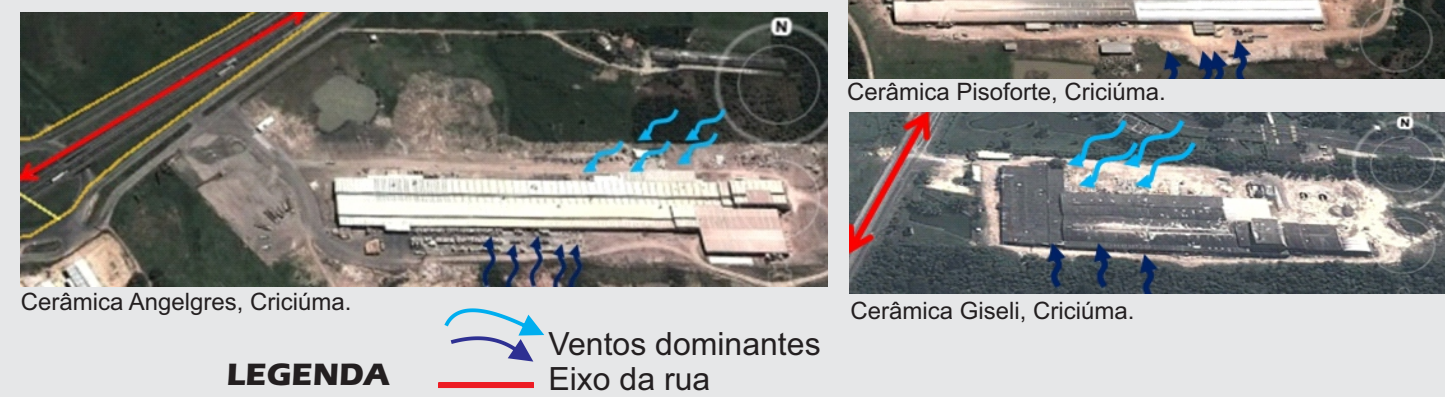 N
Cerâmica Pisoforte, Criciúma.
N
Cerâmica Angelgres, Criciúma.
Cerâmica Giseli, Criciúma.
Ventos dominantes
LEGENDA
Eixo da rua